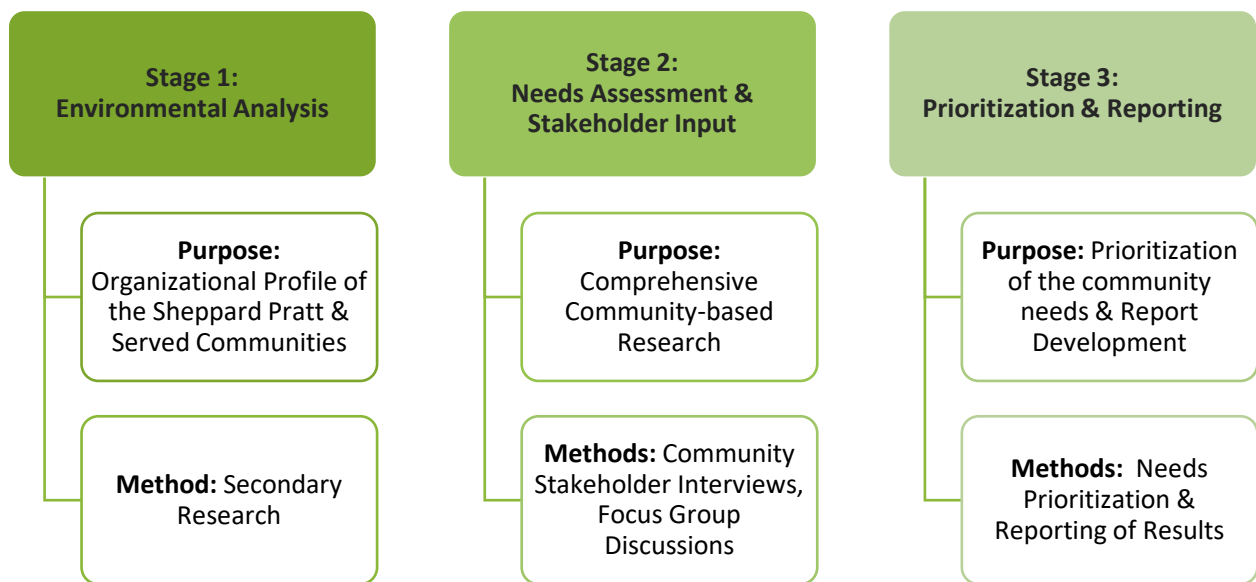 Stage 1:
Environmental Analysis
Purpose:
Organizational Profile of
the Sheppard Pratt &
Served Communities
Method: Secondary
Research
Stage 2:
Needs Assessment &
Stakeholder Input
Purpose:
Comprehensive
Community-based
Research
Methods: Community
Stakeholder Interviews,
Focus Group
Discussions
Stage 3:
Prioritization & Reporting
Purpose: Prioritization
of the community
needs & Report
Development
Methods:  Needs
Prioritization &
Reporting of Results